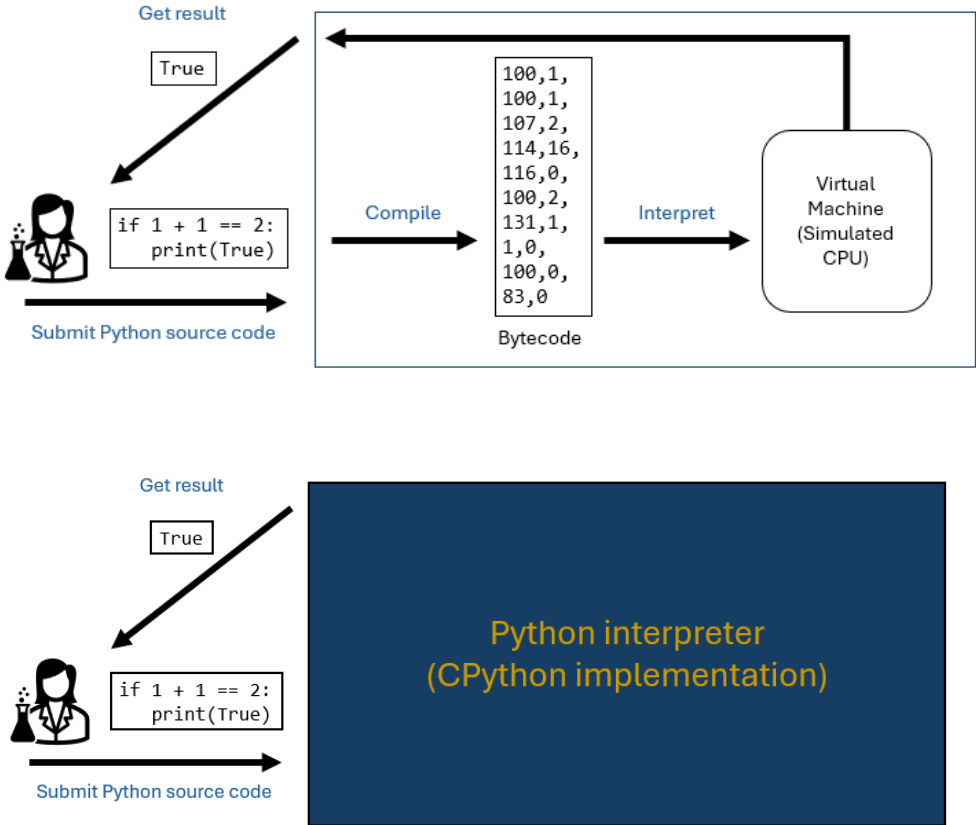 Get result
True
if 1 + 1 == 2:
   print(True)
Submit Python source code
Compile
100,1,
100,1,
107,2,
114,16,
116,0,
100,2,
131,1,
1,0,
100,0,
83,0
Bytecode
Interpret
Virtual
Machine
(Simulated
CPU)
Get result
True
if 1 + 1 == 2:
   print(True)
Submit Python source code
Python interpreter
(CPython implementation)